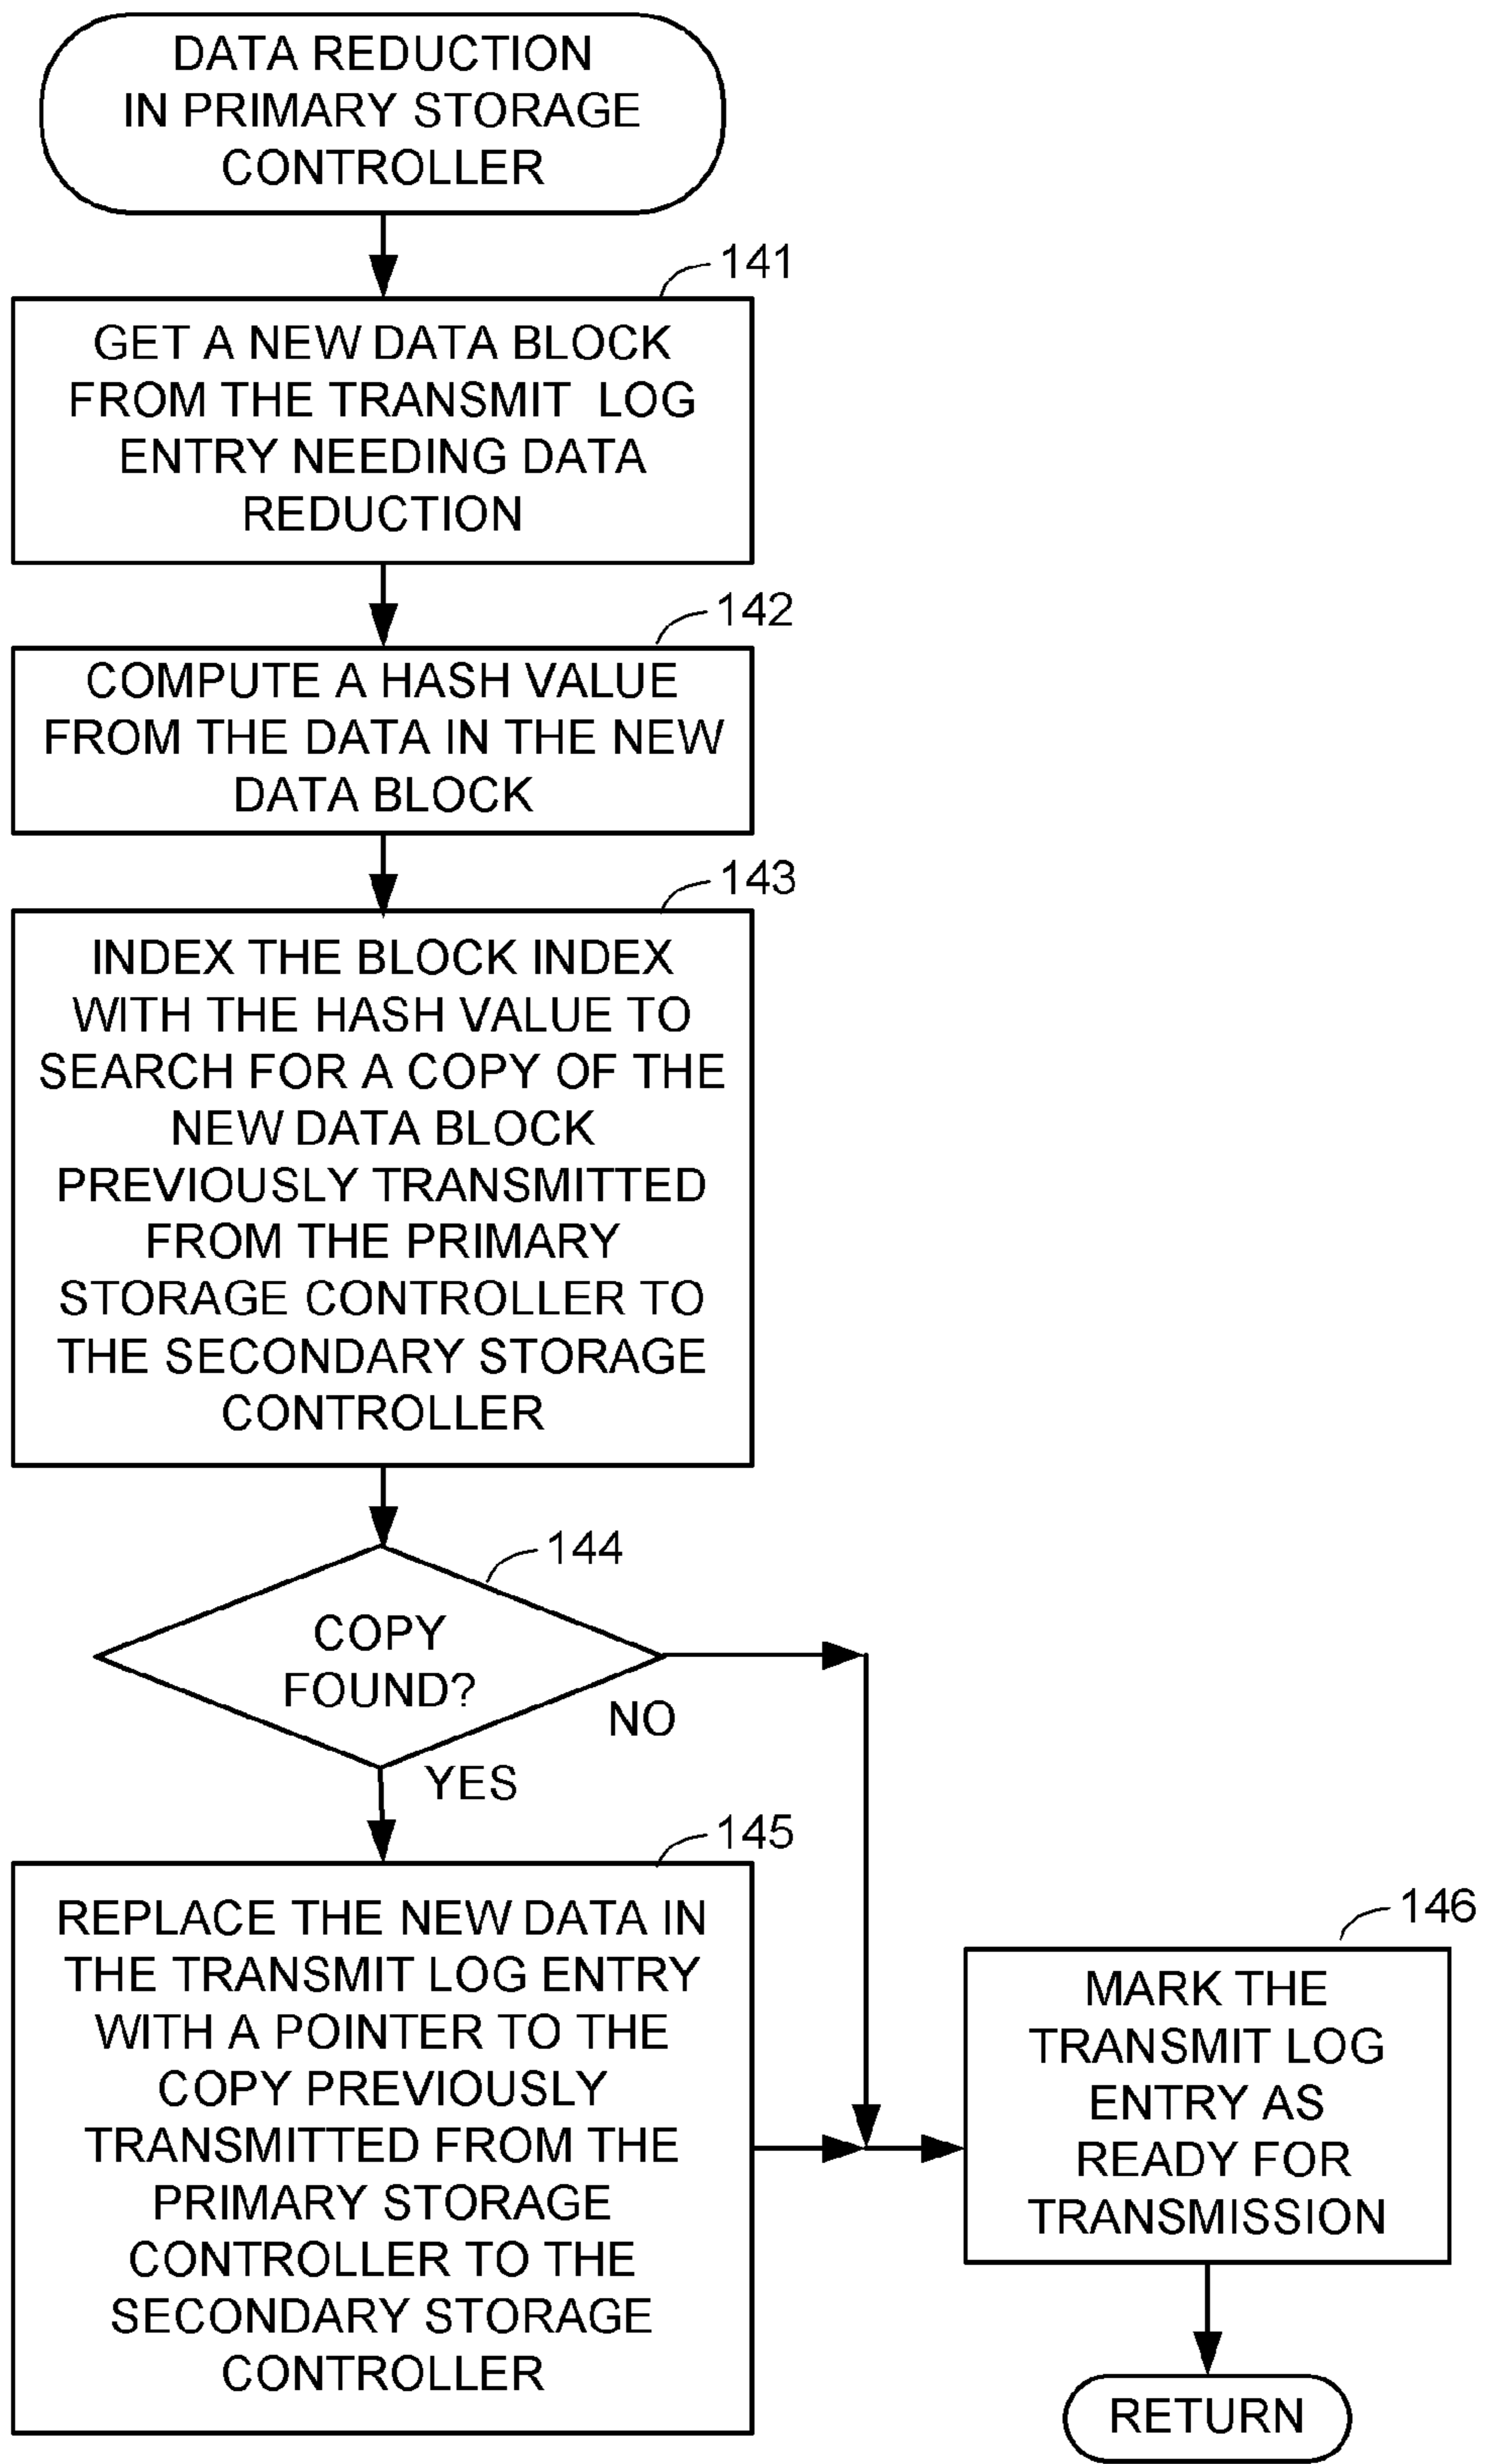 DATA REDUCTION
IN PRIMARY STORAGE
CONTROLLER
141
GET A NEW DATA BLOCK
FROM THE TRANSMIT LOG
ENTRY NEEDING DATA
REDUCTION
142
COMPUTE A HASH VALUE
FROM THE DATA IN THE NEW
DATA BLOCK
143
INDEX THE BLOCK INDEX
WITH THE HASH VALUE TO
SEARCH FOR A COPY OF THE
NEW DATA BLOCK
PREVIOUSLY TRANSMITTED
FROM THE PRIMARY
STORAGE CONTROLLER TO
THE SECONDARY STORAGE
CONTROLLER
144
COPY
FOUND?
NO
YES
145
REPLACE THE NEW DATA IN
THE TRANSMIT LOG ENTRY
WITH A POINTER TO THE
COPY PREVIOUSLY
TRANSMITTED FROM THE
PRIMARY STORAGE
CONTROLLER TO THE
SECONDARY STORAGE
CONTROLLER
146
MARK THE
TRANSMIT LOG
ENTRY AS
READY FOR
TRANSMISSION
RETURN